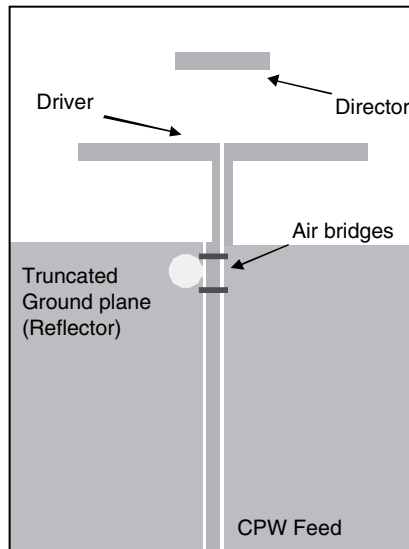 Driver
Director
Air bridges
Truncated
Ground plane
(Reflector)
CPW Feed